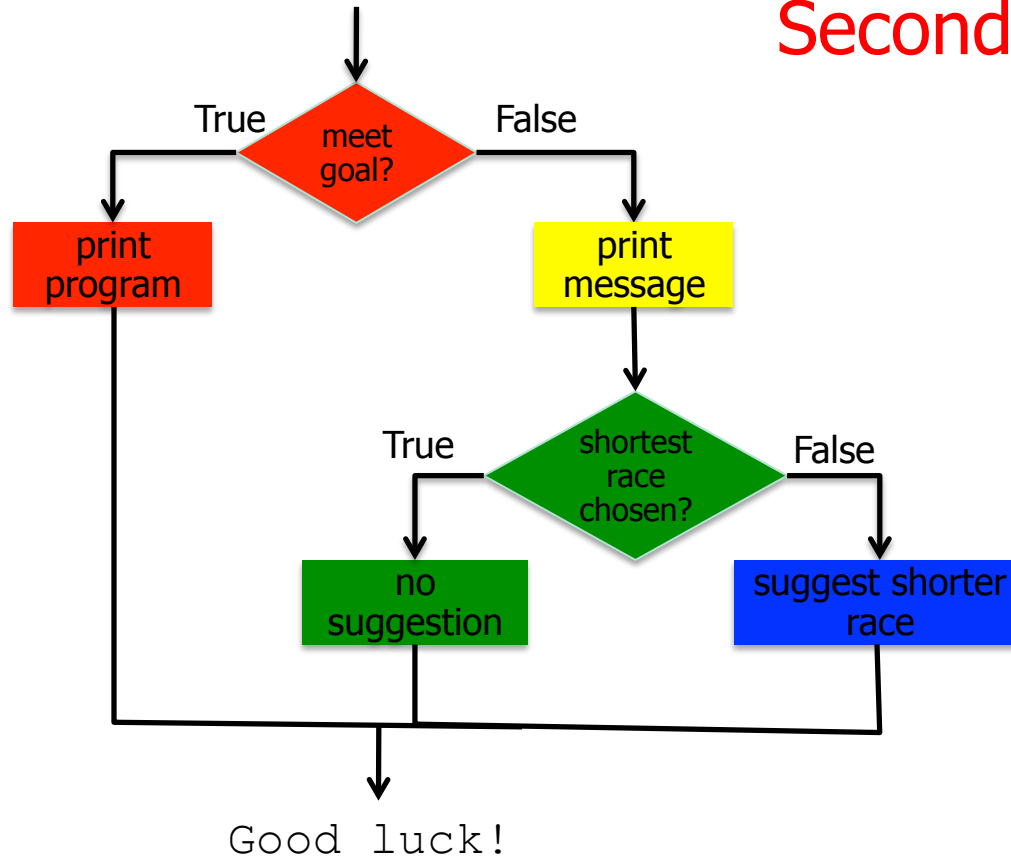 Second
True
False
meet
goal?
print
program
print
message
True
False
shortest
race
chosen?
no
suggestion
suggest shorter
race
Good luck!